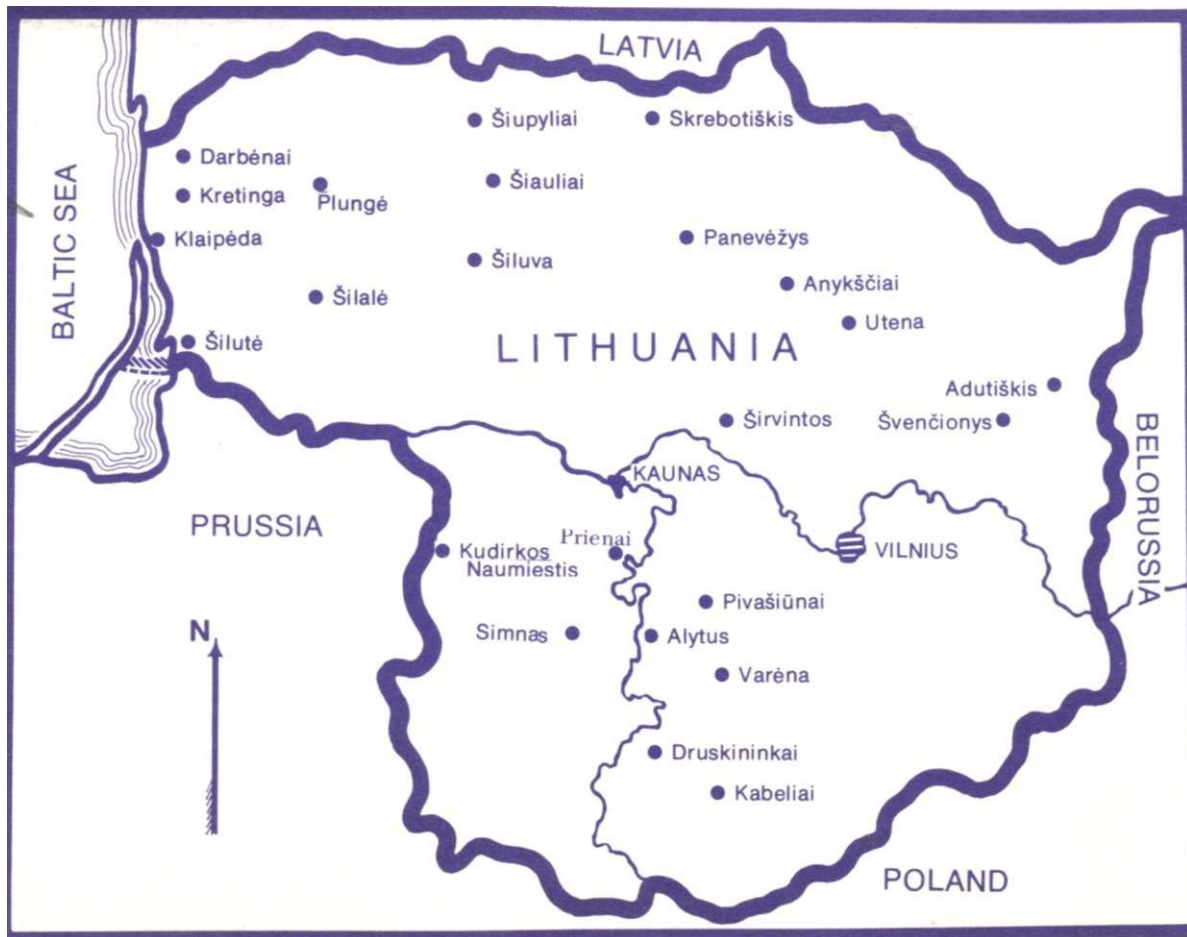 LATVIA
Šiupyliai
Skrebotiškis
Darbėnai
Šiauliai
Kretinga
Plungė
BALTIC SEA
Klaipėda
Panevėžys
Šiluva
Anykščiai
Šilalė
Utena
Šilutė
LITHUANIA
Adutiškis
Širvintos
Švenčionys
BELORUSSIA
KAUNAS
PRUSSIA
Prienai
Kudirkos
Naumiestis
VILNIUS
Pivašiūnai
N
Simnas
Alytus
Varėna
Druskininkai
Kabeliai
POLAND